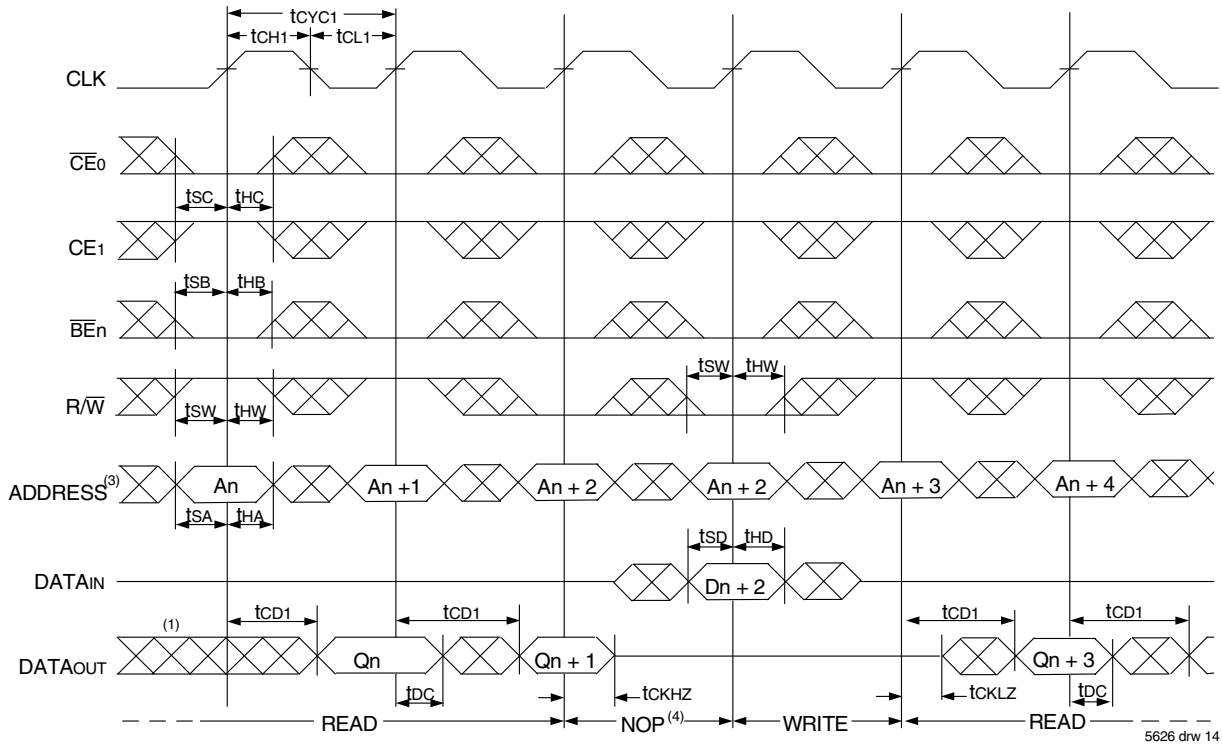 tCYC1
tCH1 tCL1
CLK
CE0
tSC tHC
CE1
tSB tHB
BEn
tSW tHW
R/W
tSW tHW
ADDRESS(3) An An +1 An + 2 An + 2 An + 3 An + 4
tSA tHA
tSD tHD
DATAIN Dn + 2
(1) tCD1 tCD1 tCD1 tCD1
DATAOUT Qn Qn + 1 Qn + 3
tDC tCKHZ tCKLZ tDC
READ NOP(4) WRITE READ
5626 drw 14